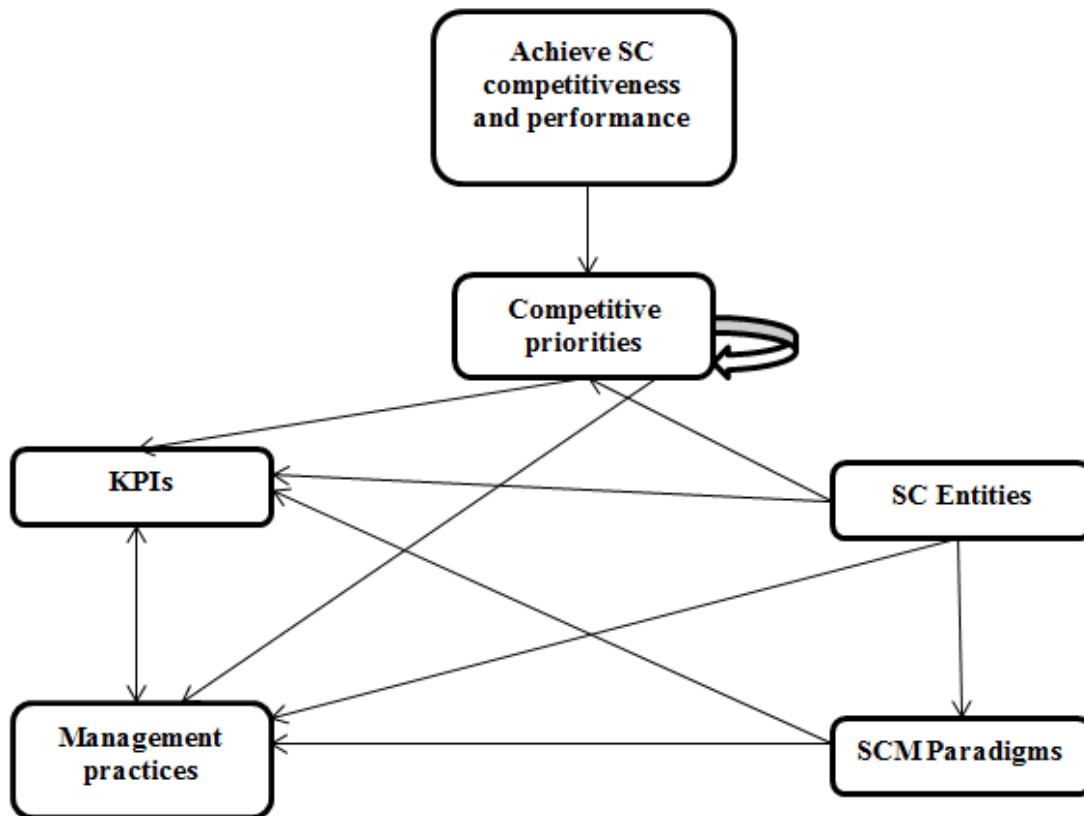 Achieve SC
competitiveness
and performance
Competitive
priorities
KPIs
SC Entities
Management
practices
SCM Paradigms